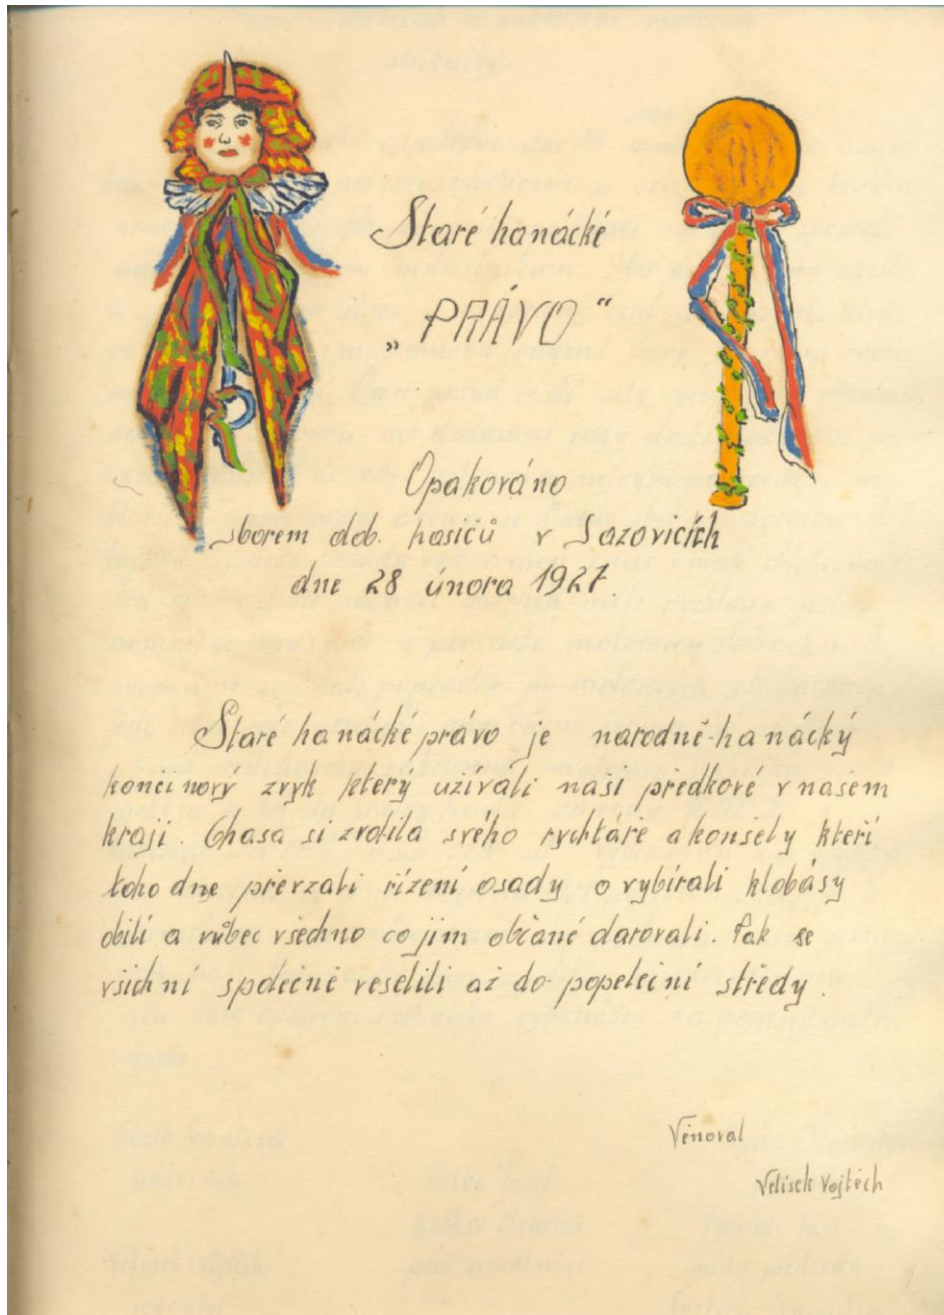 Staré hanácké
„PRÁVO“
Opakováno
sborem dob. hasičů v Sazovicích
dne 28 února 1927.
Staré hanácké právo je narodně-hanácký
končinový zvyk který užívali naši předkové v našem
kraji. Chasa si zvolila svého rychtáře a konšely kteří
toho dne převzali řízení osady a vybírali klobásy
obilí a vůbec všechno co jim občané darovali. Pak se
všichni společně veselili až do popeleční středy.
Věnoval
Velísek Vojtěch